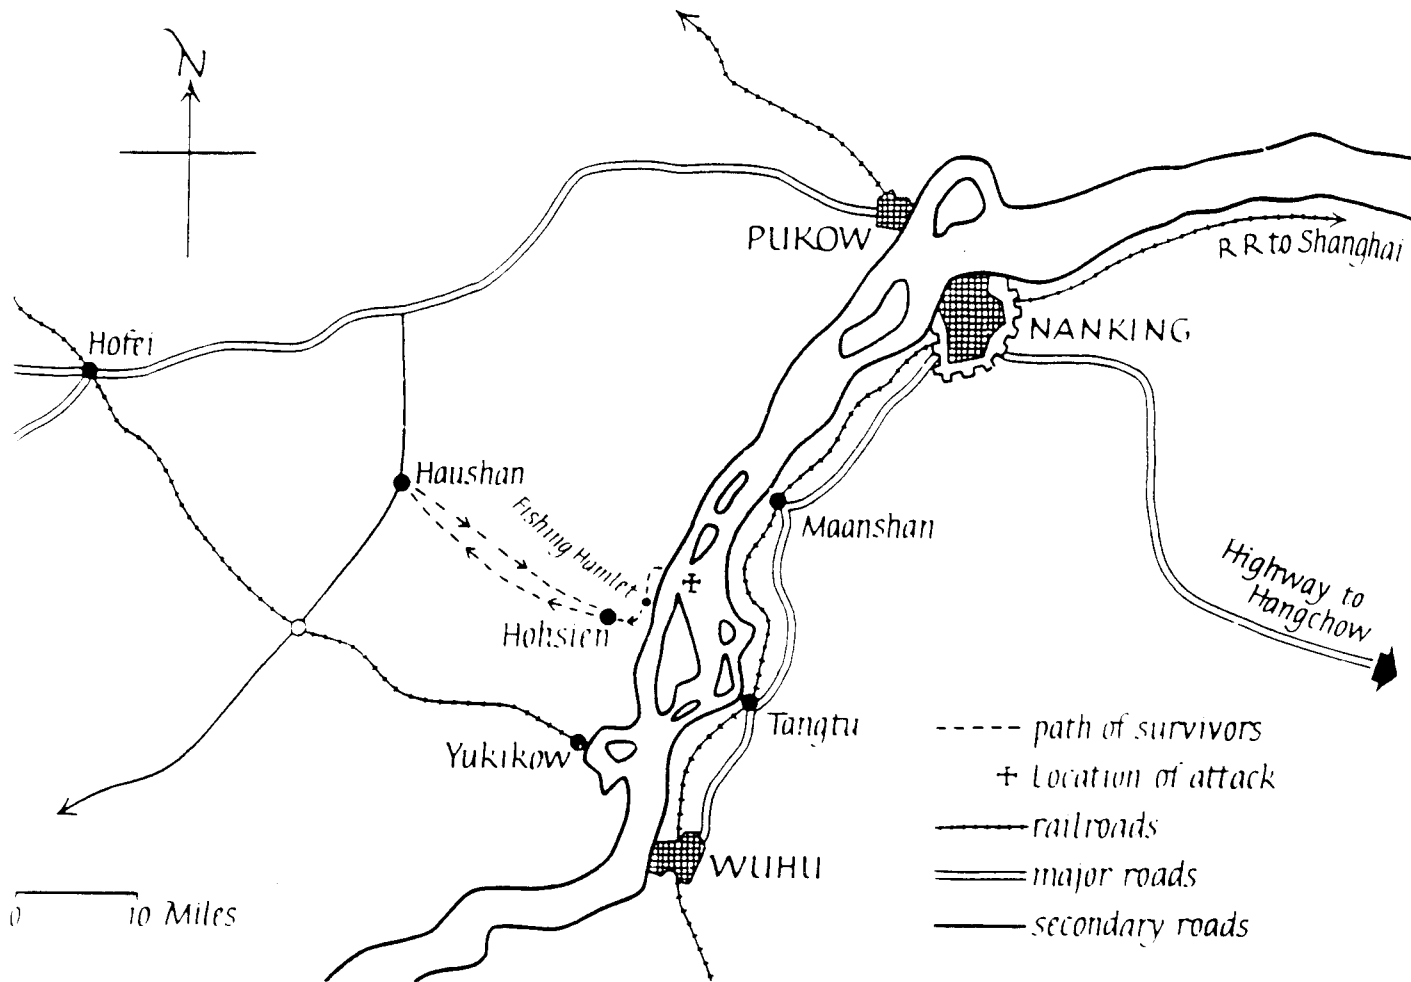 N
PUKOW
RR to Shanghai
NANKING
Hofei
Haushan
Fishing Hamlet
Maanshan
Hohsien
Highway to
Hangchow
Tangtu
Yukikow
WUHU
path of survivors
Location of attack
railroads
major roads
secondary roads
0 10 Miles